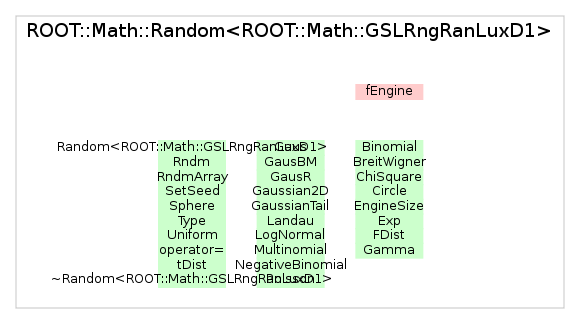 ROOT::Math::Random<ROOT::Math::GSLRngRanLuxD1>
fEngine
Random<ROOT::Math::GSLRngRanLuxD1> Gaus Binomial
Rndm GausBM BreitWigner
RndmArray GausR ChiSquare
SetSeed Gaussian2D Circle
Sphere GaussianTail EngineSize
Type Landau Exp
Uniform LogNormal FDist
operator= Multinomial Gamma
tDist NegativeBinomial
~Random<ROOT::Math::GSLRngRanLuxD1> Poisson